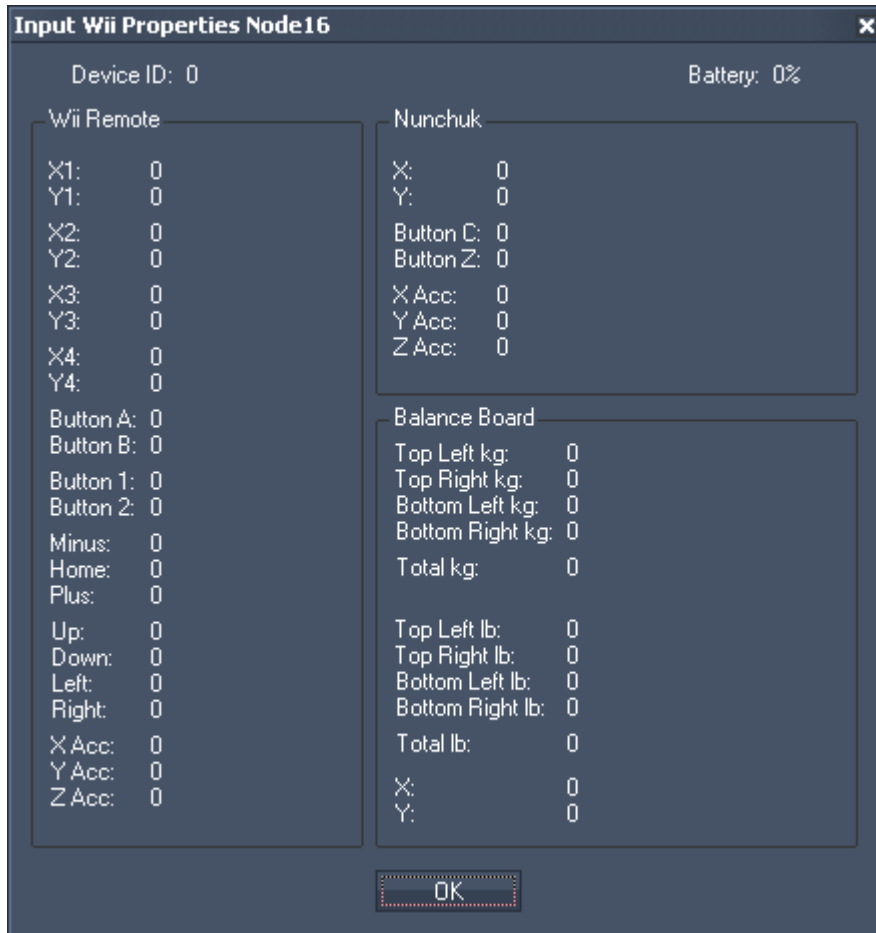 Input Wii Properties Node16
Device ID: 0
Battery: 0%
Wii Remote
X1: 0
Y1: 0
X2: 0
Y2: 0
X3: 0
Y3: 0
X4: 0
Y4: 0
Button A: 0
Button B: 0
Button 1: 0
Button 2: 0
Minus: 0
Home: 0
Plus: 0
Up: 0
Down: 0
Left: 0
Right: 0
X Acc: 0
Y Acc: 0
Z Acc: 0
Nunchuk
X: 0
Y: 0
Button C: 0
Button Z: 0
X Acc: 0
Y Acc: 0
Z Acc: 0
Balance Board
Top Left kg: 0
Top Right kg: 0
Bottom Left kg: 0
Bottom Right kg: 0
Total kg: 0
Top Left lb: 0
Top Right lb: 0
Bottom Left lb: 0
Bottom Right lb: 0
Total lb: 0
X: 0
Y: 0
OK